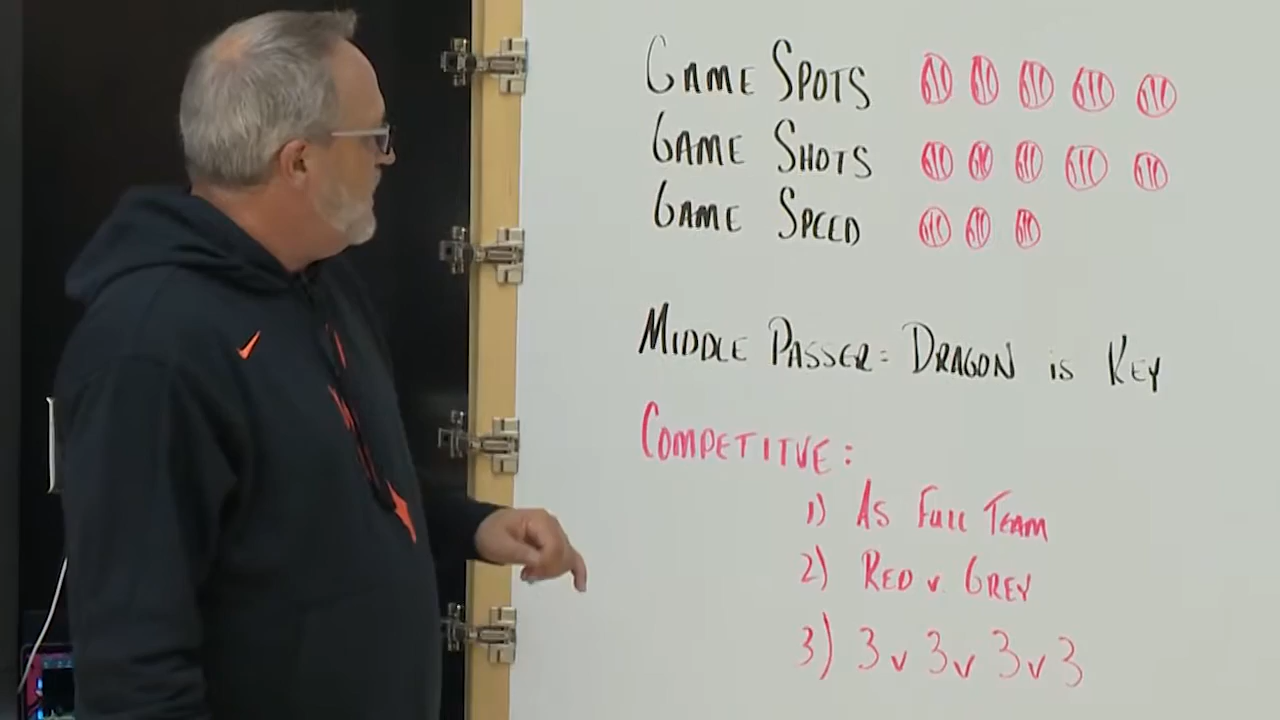 GAME SPOTS
GAME SHOTS
GAME SPEED
MIDDLE PASSER = DRAGON IS KEY
COMPETITVE:
1) AS FULL TEAM
2) RED v. GREY
3) 3 v 3 v 3 v 3